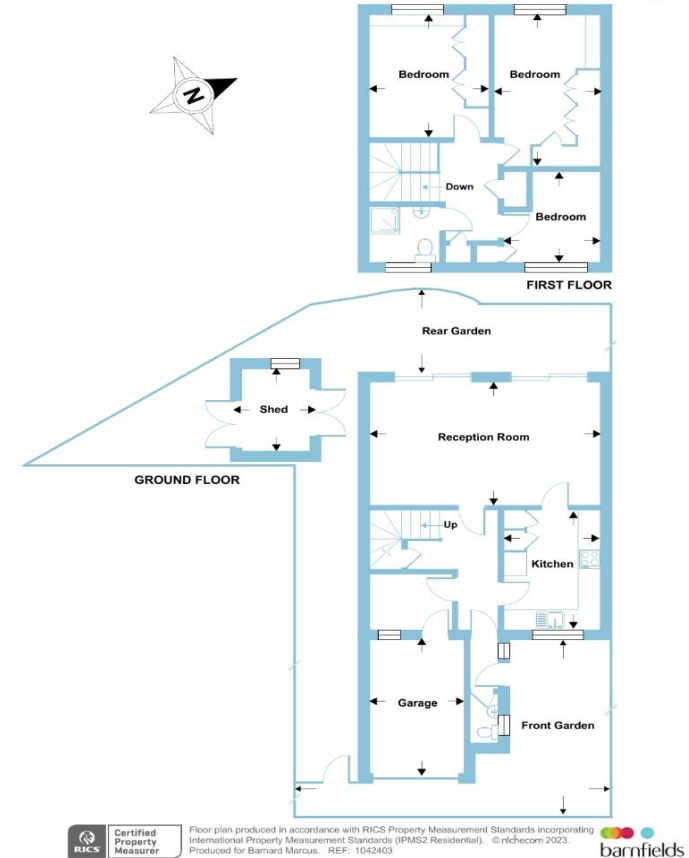 Bedroom
Bedroom
N
Down
Bedroom
FIRST FLOOR
Rear Garden
Shed
Reception Room
GROUND FLOOR
Up
Kitchen
Garage
Front Garden
RICS
Certified
Property
Measurer
Floor plan produced in accordance with RICS Property Measurement Standards incorporating
International Property Measurement Standards (IPMS2 Residential). © nichecom 2023.
Produced for Barnard Marcus. REF: 1042403
barnfields